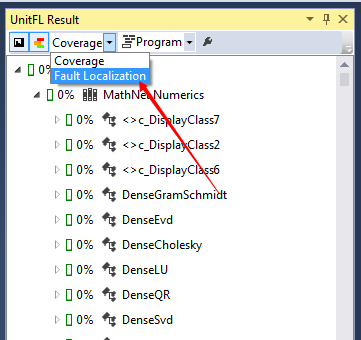 UnitFL Result
Coverage Program
Coverage
Fault Localization
0%
0% MathNet.Numerics
0% <>c_DisplayClass7
0% <>c_DisplayClass2
0% <>c_DisplayClass6
0% DenseGramSchmidt
0% DenseEvd
0% DenseCholesky
0% DenseLU
0% DenseQR
0% DenseSvd